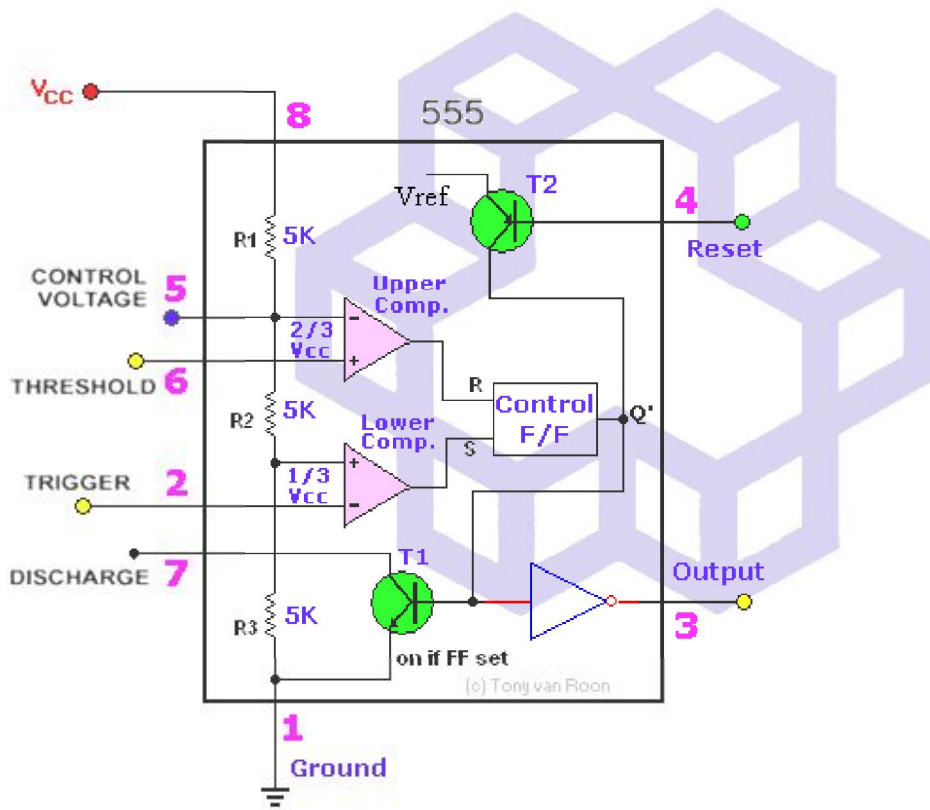 555
VCC
8
T2
Vref
4
Reset
R1
5K
CONTROL
VOLTAGE
5
Upper
Comp.
2/3
Vcc
THRESHOLD
6
R
Control
F/F
Q'
R2
5K
Lower
Comp.
S
1/3
Vcc
TRIGGER
2
T1
DISCHARGE
7
Output
3
R3
5K
on if FF set
(c) Tony van Roon
1
Ground